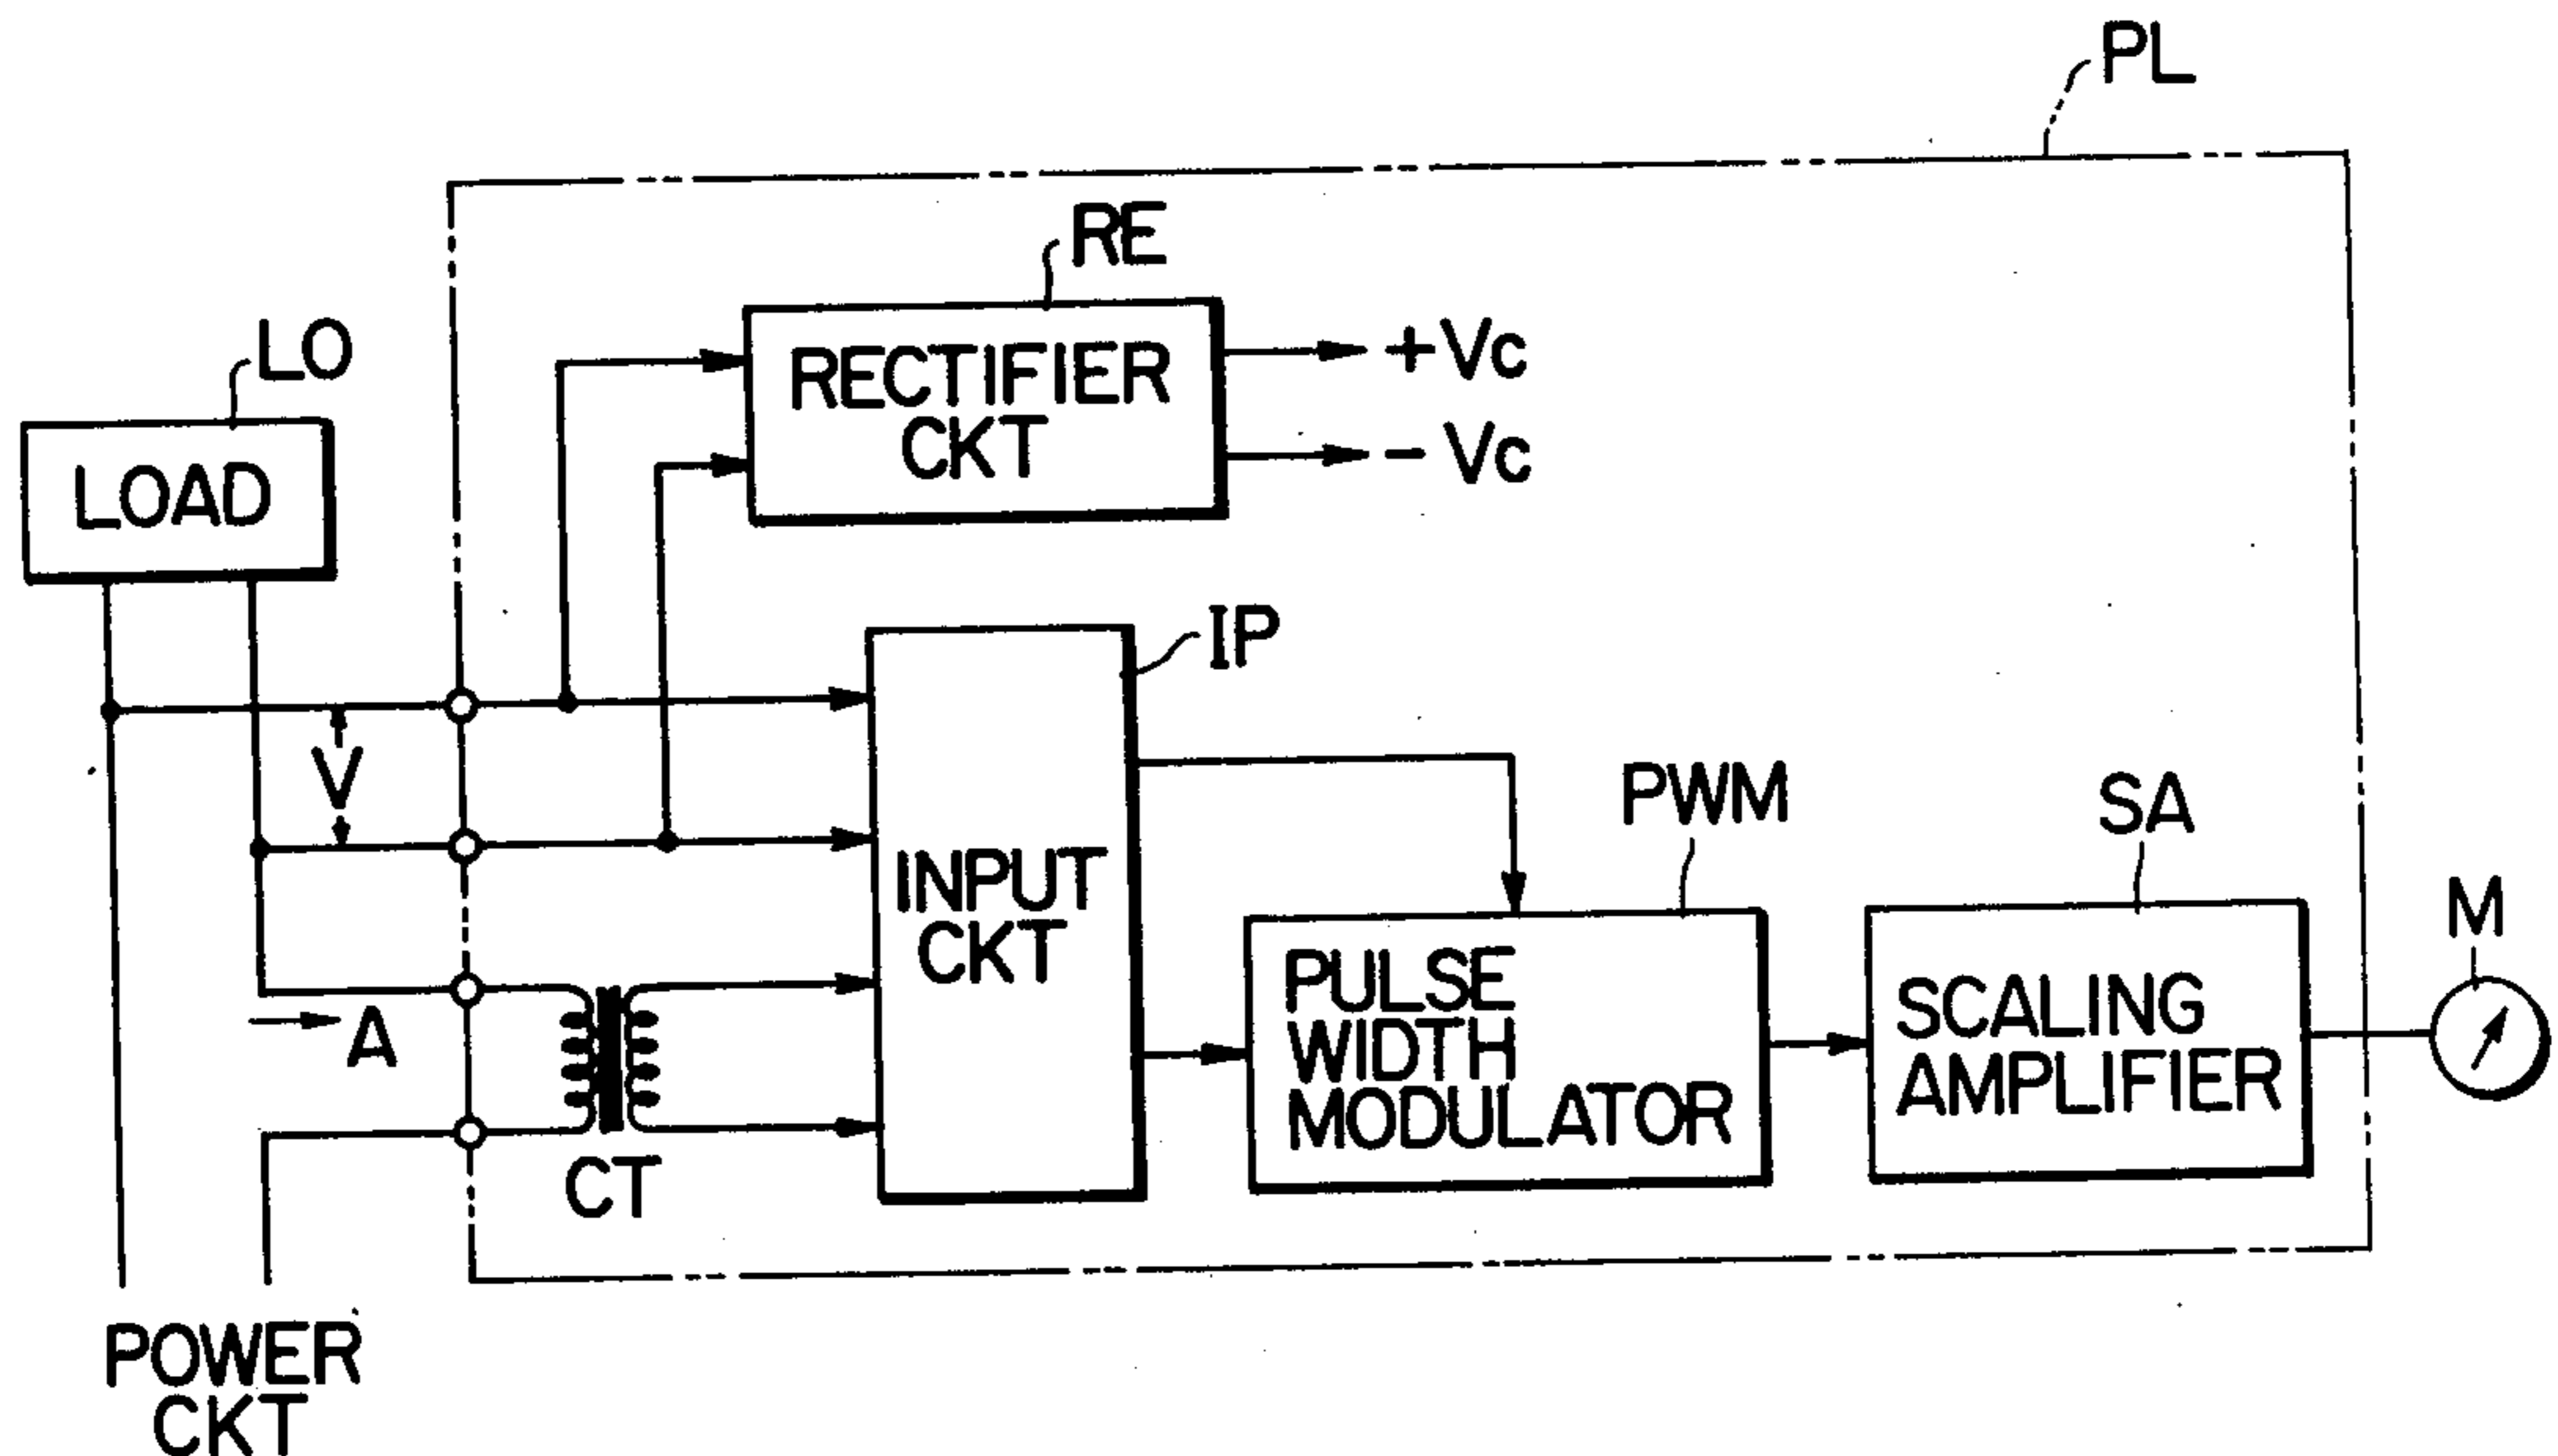 PL
RE
RECTIFIER
CKT
+Vc
- Vc
LO
LOAD
IP
V
INPUT
CKT
PWM
SA
M
PULSE
WIDTH
MODULATOR
SCALING
AMPLIFIER
A
CT
POWER
CKT